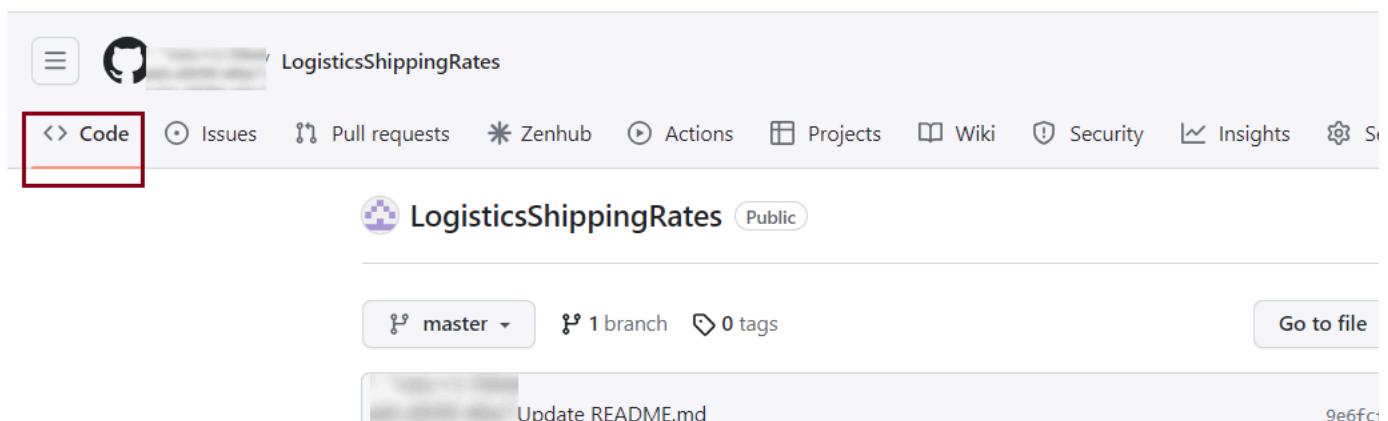 / LogisticsShippingRates
Code Issues Pull requests Zenhub Actions Projects Wiki Security Insights
LogisticsShippingRates Public
master 1 branch 0 tags Go to file
Update README.md